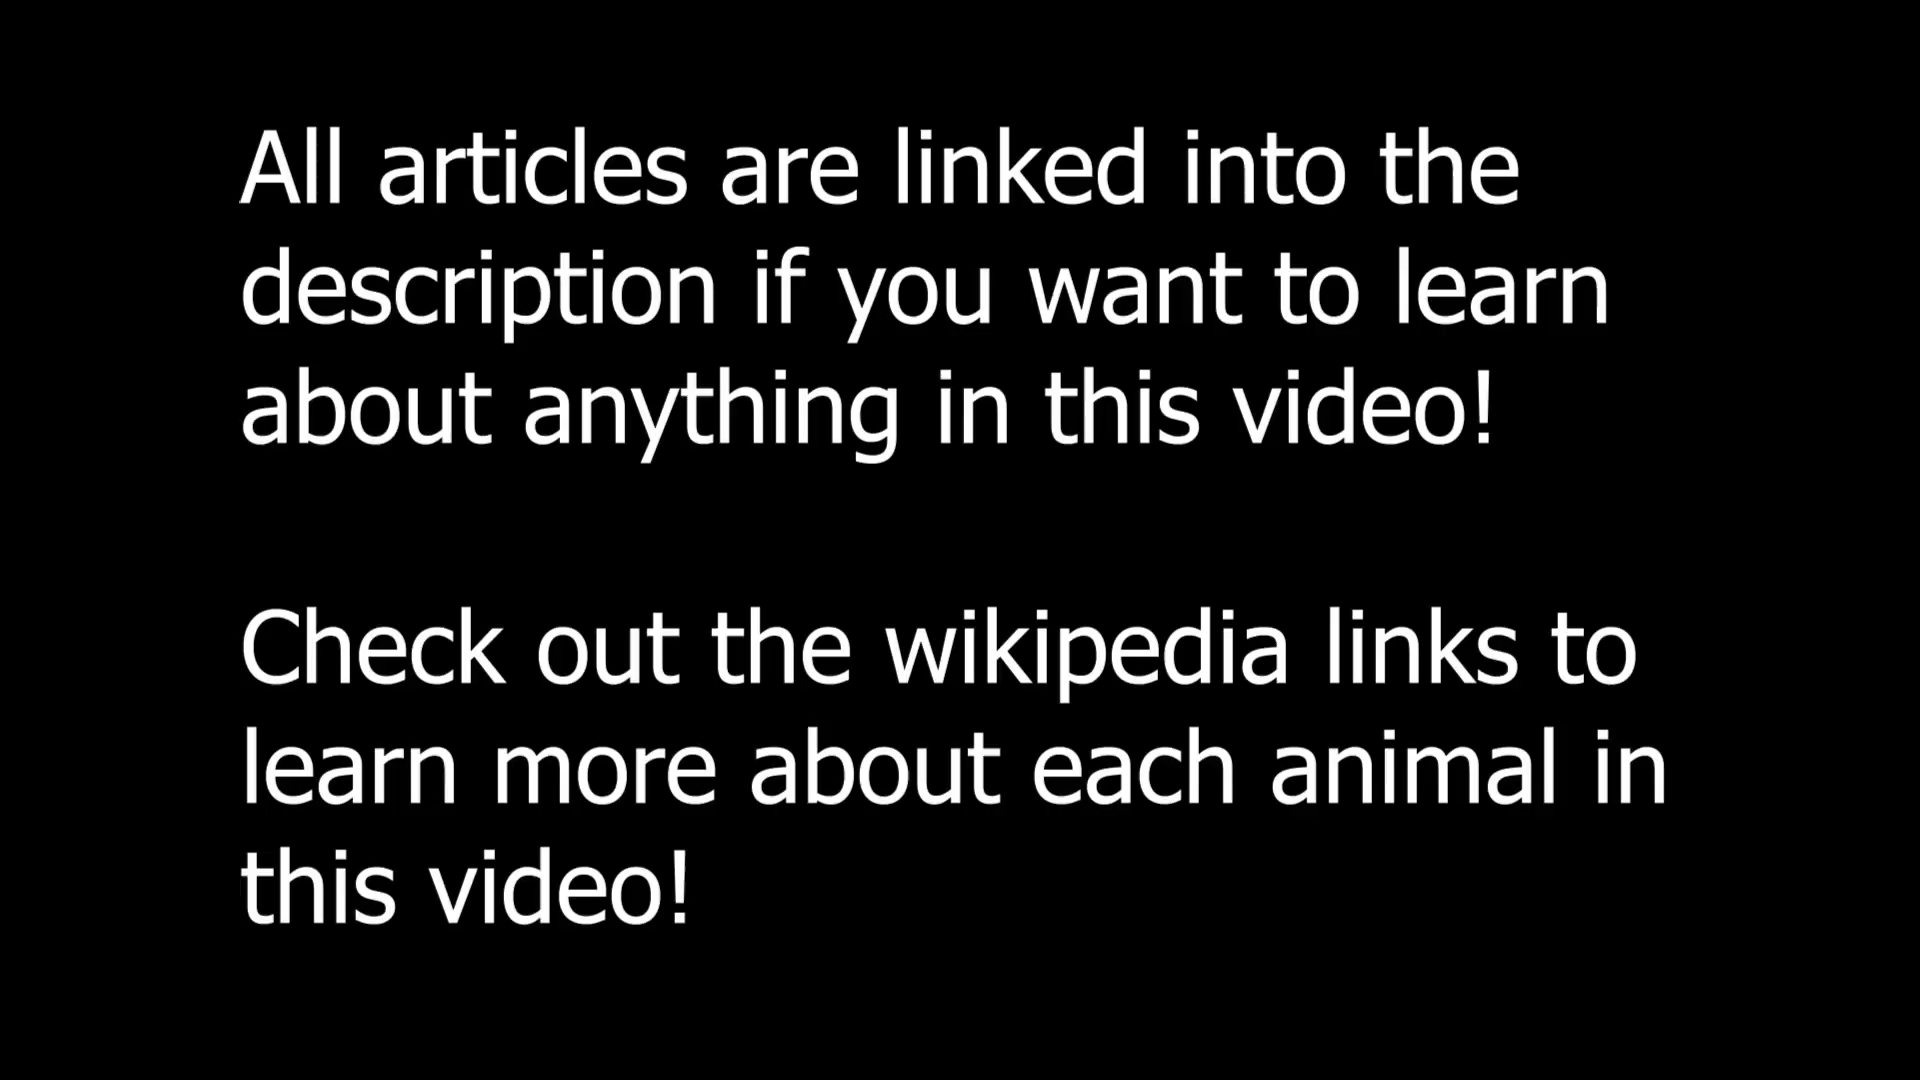 All articles are linked into the
description if you want to learn
about anything in this video!
Check out the wikipedia links to
learn more about each animal in
this video!